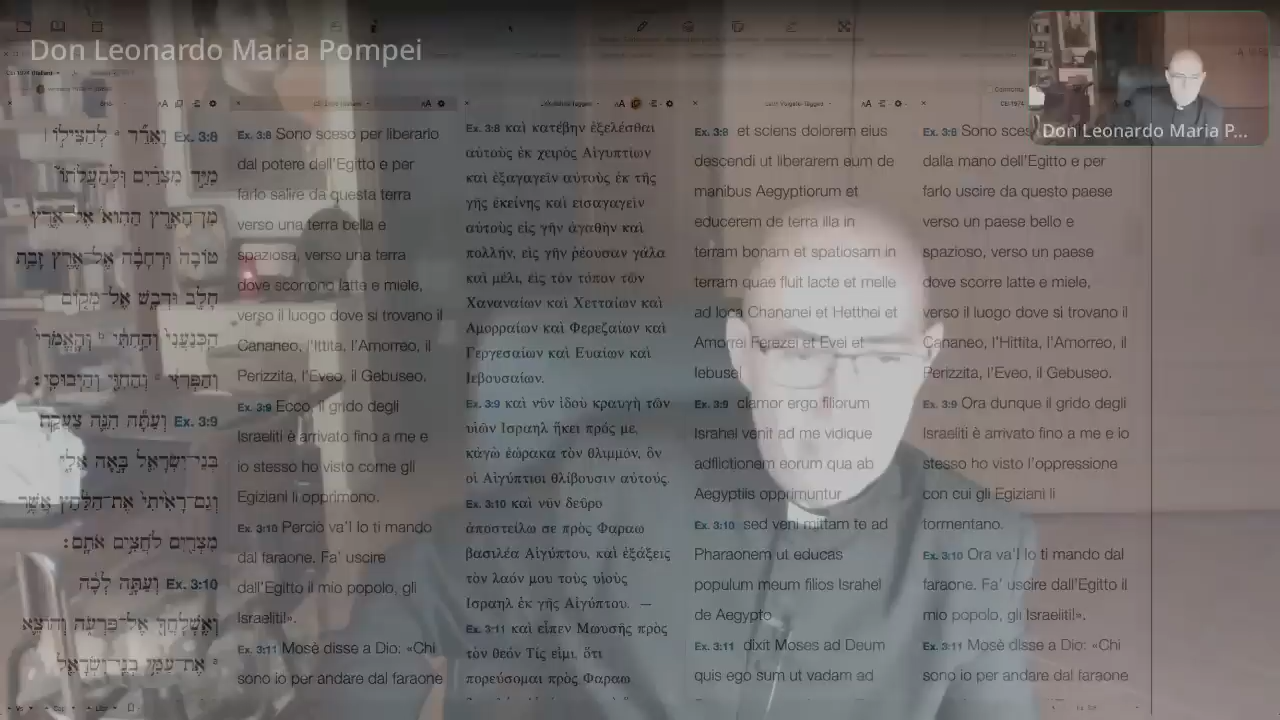 Don Leonardo Maria Pompei
Don Leonardo Maria P...
Ex. 3:8 וָאֵרֵ֞ד לְהַצִּיל֣וֹ ׀
מִיַּ֣ד מִצְרַ֗יִם וּֽלְהַעֲלֹתוֹ֮
מִן־הָאָ֣רֶץ הַהִוא֒ אֶל־אֶ֤רֶץ
טוֹבָה֙ וּרְחָבָ֔ה אֶל־אֶ֛רֶץ זָבַ֥ת
חָלָ֖ב וּדְבָ֑שׁ אֶל־מְק֤וֹם
הַֽכְּנַעֲנִי֙ וְהַ֣חִתִּ֔י וְהָֽאֱמֹרִי֙
וְהַפְּרִזִּ֔י וְהַחִוִּ֖י וְהַיְבוּסִֽי׃
Ex. 3:9 וְעַתָּ֕ה הִנֵּ֛ה צַעֲקַ֥ת
בְּנֵי־יִשְׂרָאֵ֖ל בָּ֣אָה אֵלָ֑י
וְגַם־רָאִ֙יתִי֙ אֶת־הַלַּ֔חַץ אֲשֶׁ֥ר
מִצְרַ֖יִם לֹחֲצִ֥ים אֹתָֽם׃
Ex. 3:10 וְעַתָּ֣ה לְכָ֔ה
וְאֶֽשְׁלָחֲךָ֖ אֶל־פַּרְעֹ֑ה וְהוֹצֵ֛א
אֶת־עַמִּ֥י בְנֵֽי־יִשְׂרָאֵ֖ל
Ex. 3:8 Sono sceso per liberarlo
dal potere dell'Egitto e per
farlo salire da questa terra
verso una terra bella e
spaziosa, verso una terra
dove scorrono latte e miele,
verso il luogo dove si trovano il
Cananeo, l'Ittita, l'Amorreo, il
Perizzita, l'Eveo, il Gebuseo.
Ex. 3:9 Ecco, il grido degli
Israeliti è arrivato fino a me e
io stesso ho visto come gli
Egiziani li opprimono.
Ex. 3:10 Perciò va'! Io ti mando
dal faraone. Fa' uscire
dall'Egitto il mio popolo, gli
Israeliti!».
Ex. 3:11 Mosè disse a Dio: «Chi
sono io per andare dal faraone
Ex. 3:8 καὶ κατέβην ἐξελέσθαι
αὐτοὺς ἐκ χειρὸς Αἰγυπτίων
καὶ ἐξαγαγεῖν αὐτοὺς ἐκ τῆς
γῆς ἐκείνης καὶ εἰσαγαγεῖν
αὐτοὺς εἰς γῆν ἀγαθὴν καὶ
πολλήν, εἰς γῆν ῥέουσαν γάλα
καὶ μέλι, εἰς τὸν τόπον τῶν
Χαναναίων καὶ Χετταίων καὶ
Αμορραίων καὶ Φερεζαίων καὶ
Γεργεσαίων καὶ Ευαίων καὶ
Ιεβουσαίων.
Ex. 3:9 καὶ νῦν ἰδοὺ κραυγὴ τῶν
υἱῶν Ισραηλ ἥκει πρός με,
κἀγὼ ἑώρακα τὸν θλιμμόν, ὃν
οἱ Αἰγύπτιοι θλίβουσιν αὐτούς.
Ex. 3:10 καὶ νῦν δεῦρο
ἀποστείλω σε πρὸς Φαραω
βασιλέα Αἰγύπτου, καὶ ἐξάξεις
τὸν λαόν μου τοὺς υἱοὺς
Ισραηλ ἐκ γῆς Αἰγύπτου. —
Ex. 3:11 καὶ εἶπεν Μωυσῆς πρὸς
τὸν θεόν Τίς εἰμι, ὅτι
πορεύσομαι πρὸς Φαραω
Ex. 3:8 et sciens dolorem eius
descendi ut liberarem eum de
manibus Aegyptiorum et
educerem de terra illa in
terram bonam et spatiosam in
terram quae fluit lacte et melle
ad loca Chananei et Hetthei et
Amorrei Ferezei et Evei et
Iebusei
Ex. 3:9 clamor ergo filiorum
Israhel venit ad me vidique
adflictionem eorum qua ab
Aegyptiis opprimuntur
Ex. 3:10 sed veni mittam te ad
Pharaonem ut educas
populum meum filios Israhel
de Aegypto
Ex. 3:11 dixit Moses ad Deum
quis ego sum ut vadam ad
Ex. 3:8 Sono sces
dalla mano dell'Egitto e per
farlo uscire da questo paese
verso un paese bello e
spazioso, verso un paese
dove scorre latte e miele,
verso il luogo dove si trovano il
Cananeo, l'Hittita, l'Amorreo, il
Perizzita, l'Eveo, il Gebuseo.
Ex. 3:9 Ora dunque il grido degli
Israeliti è arrivato fino a me e io
stesso ho visto l'oppressione
con cui gli Egiziani li
tormentano.
Ex. 3:10 Ora va'! Io ti mando dal
faraone. Fa' uscire dall'Egitto il
mio popolo, gli Israeliti!».
Ex. 3:11 Mosè disse a Dio: «Chi
sono io per andare dal faraone